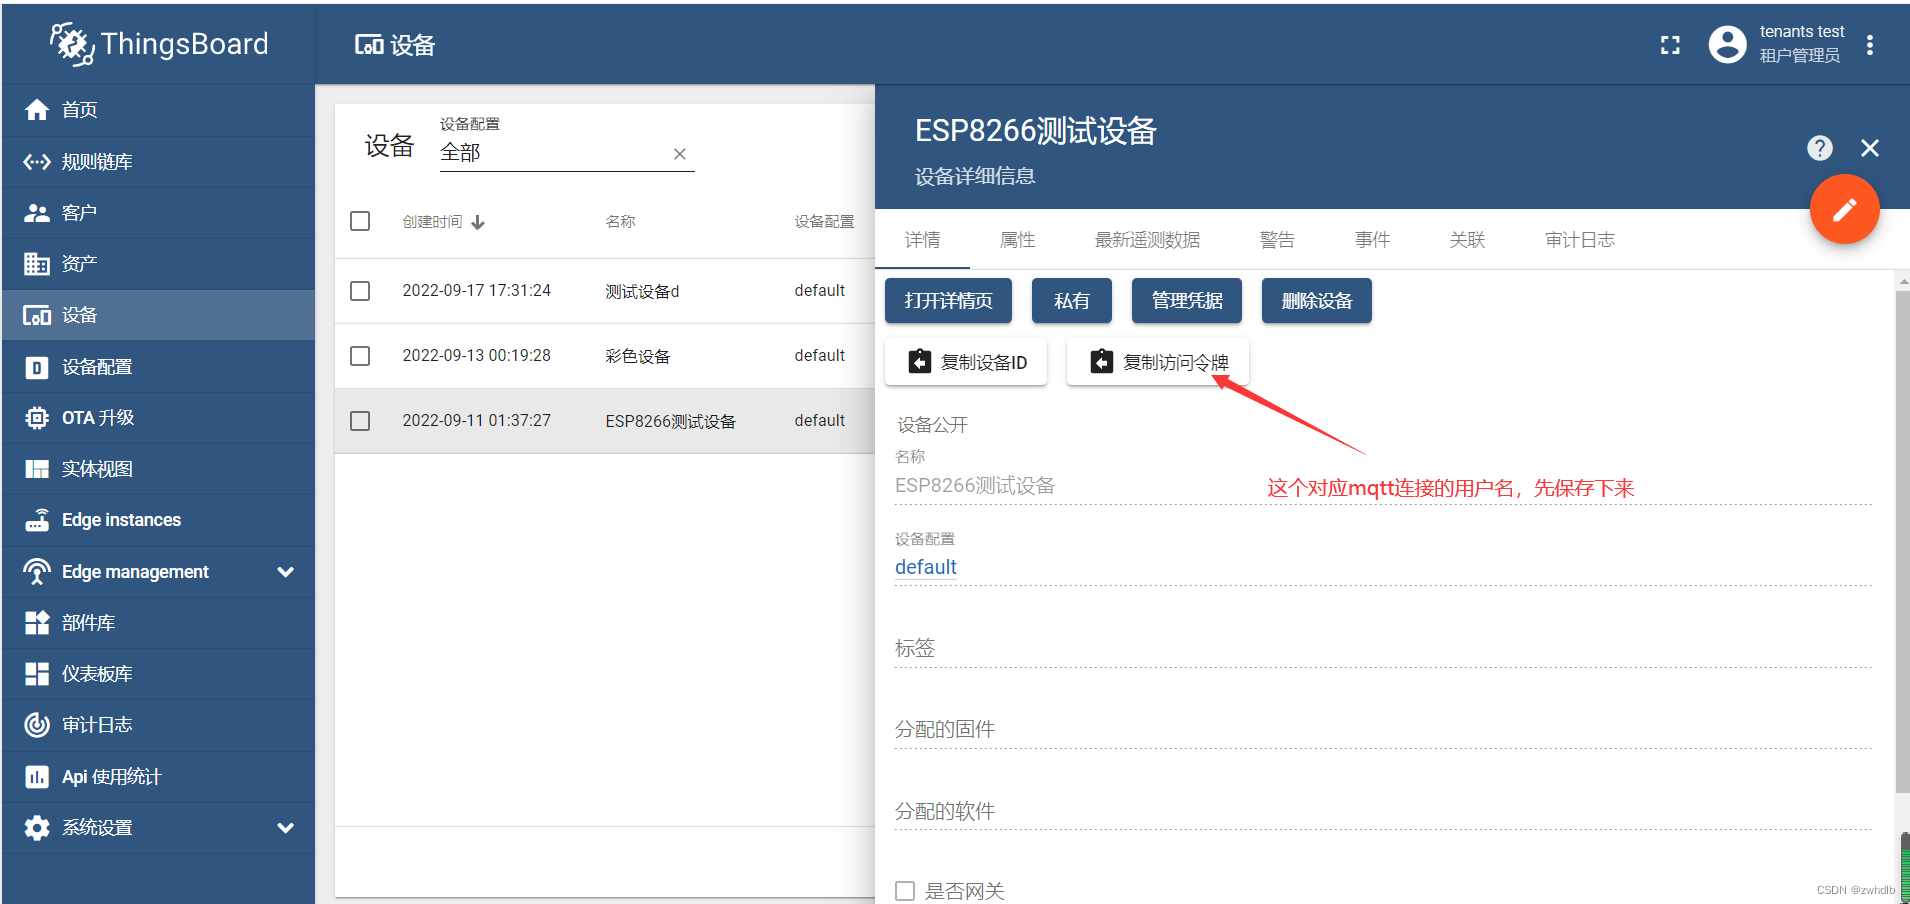 ThingsBoard
设备
tenants test
租户管理员
首页
规则链库
客户
资产
设备
设备配置
OTA 升级
实体视图
Edge instances
Edge management
部件库
仪表板库
审计日志
Api 使用统计
系统设置
设备
设备配置
全部
创建时间 名称 设备配置
2022-09-17 17:31:24 测试设备d default
2022-09-13 00:19:28 彩色设备 default
2022-09-11 01:37:27 ESP8266测试设备 default
ESP8266测试设备
设备详细信息
详情 属性 最新遥测数据 警告 事件 关联 审计日志
打开详情页 私有 管理凭据 删除设备
复制设备ID 复制访问令牌
设备公开
名称
ESP8266测试设备
这个对应mqtt连接的用户名，先保存下来
设备配置
default
标签
分配的固件
分配的软件
是否网关
CSDN @zwhdlb